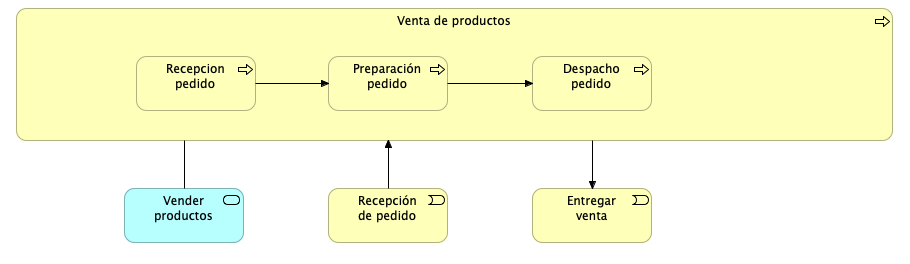 Venta de productos
Recepcion
pedido
Preparación
pedido
Despacho
pedido
Vender
productos
Recepción
de pedido
Entregar
venta